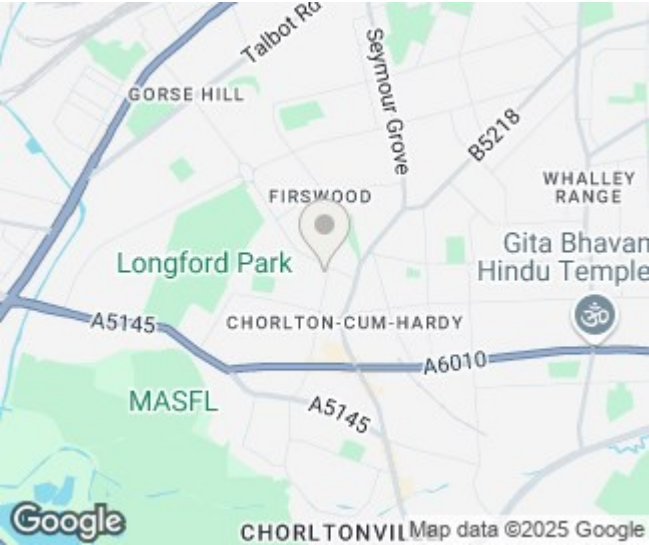 Talbot Rd
Seymour Grove
GORSE HILL
B5218
WHALLEY
RANGE
FIRSWOOD
Longford Park
Gita Bhavan
Hindu Temple
A5145
CHORLTON-CUM-HARDY
A6010
MASFL
A5145
Google
CHORLTONVIL
Map data ©2025 Google